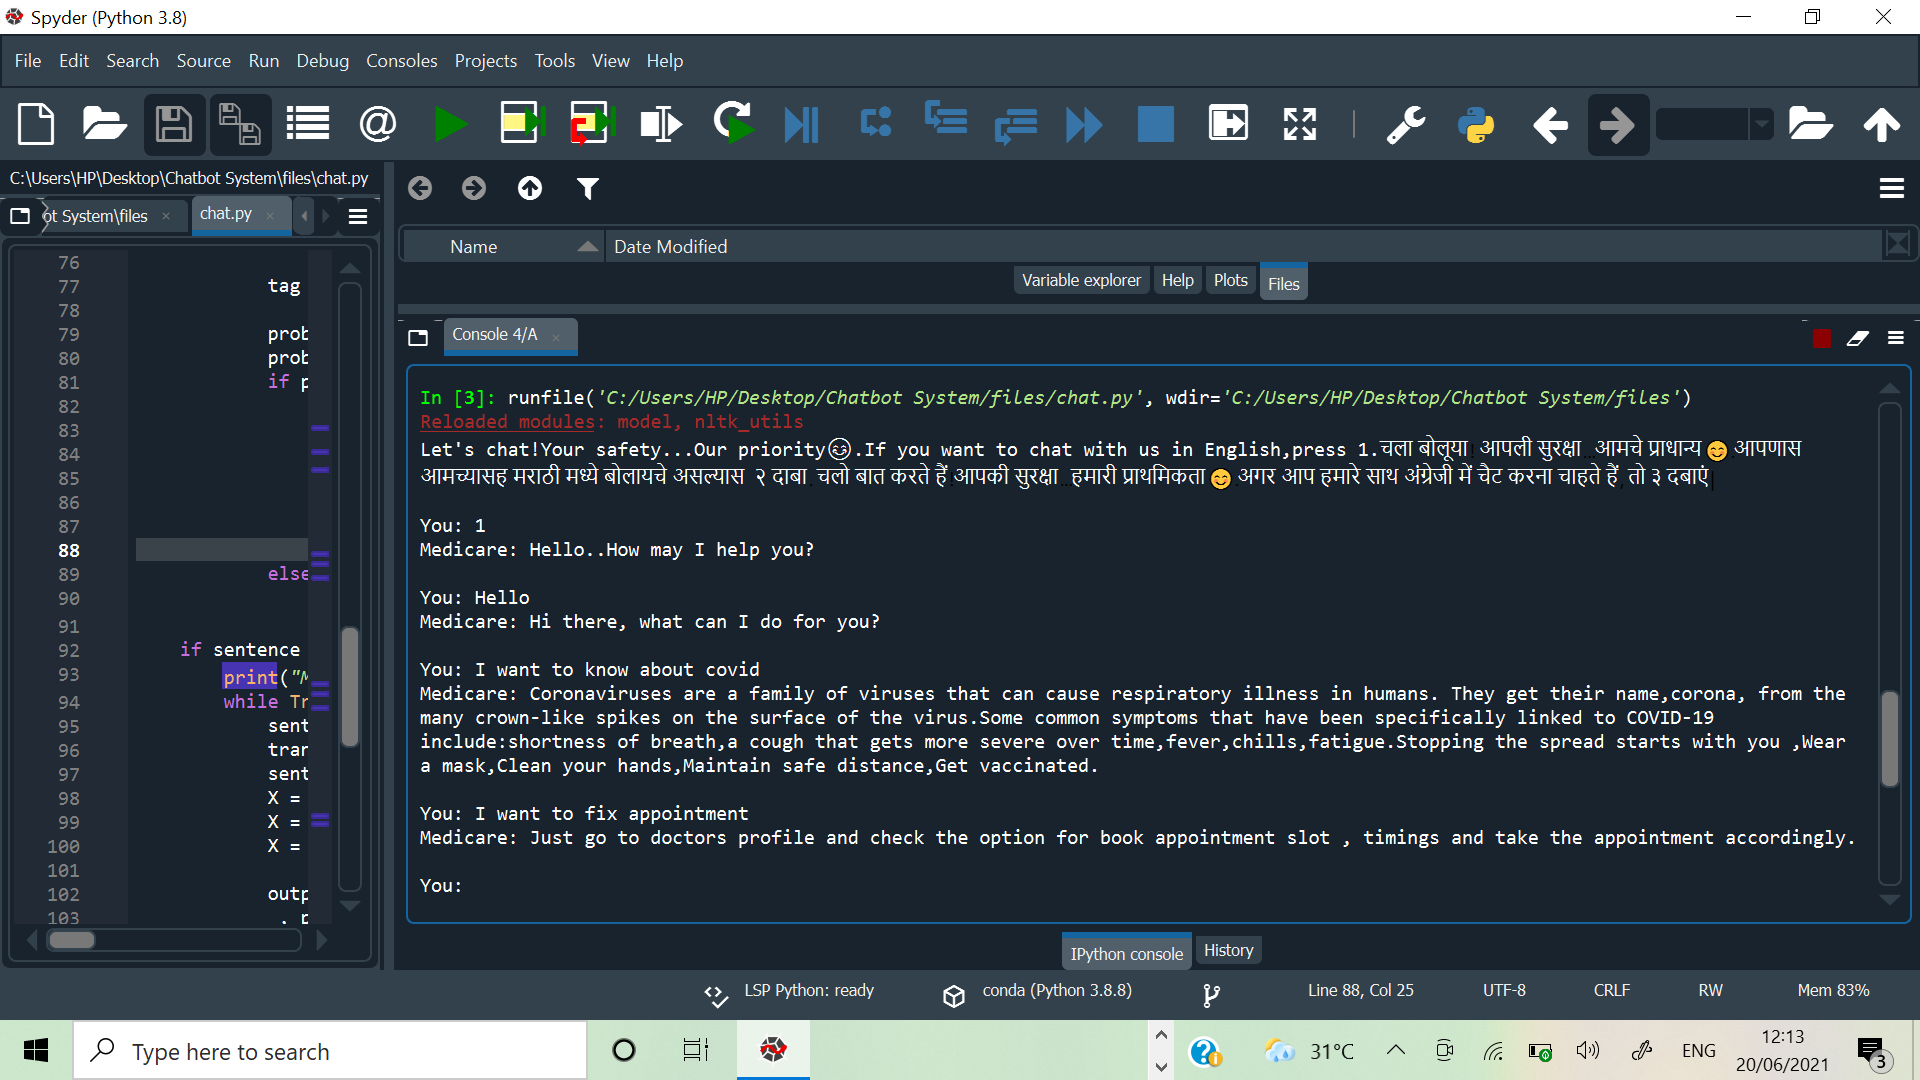 Spyder (Python 3.8)
File Edit Search Source Run Debug Consoles Projects Tools View Help
C:\Users\HP\Desktop\Chatbot System\files\chat.py
ot System\files
chat.py
76
77 tag
78
79 prob
80 prob
81 if p
82
83
84
85
86
87
88
89 else
90
91
92 if sentence
93 print("M
94 while Tr
95 sent
96 tran
97 sent
98 X =
99 X =
100 X =
101
102 outp
103 , p
Name Date Modified
Variable explorer Help Plots Files
Console 4/A
In [3]: runfile('C:/Users/HP/Desktop/Chatbot System/files/chat.py', wdir='C:/Users/HP/Desktop/Chatbot System/files')
Reloaded modules: model, nltk_utils
Let's chat!Your safety...Our priority😊.If you want to chat with us in English,press 1.चला बोलूया! आपली सुरक्षा...आमचे प्राधान्य😊.आपणास
आमच्यासह मराठी मध्ये बोलायचे असल्यास २ दाबा. चलो बात करते हैं आपकी सुरक्षा...हमारी प्राथमिकता😊.अगर आप हमारे साथ अंग्रेजी में चैट करना चाहते हैं, तो ३ दबाएं|
You: 1
Medicare: Hello..How may I help you?
You: Hello
Medicare: Hi there, what can I do for you?
You: I want to know about covid
Medicare: Coronaviruses are a family of viruses that can cause respiratory illness in humans. They get their name,corona, from the
many crown-like spikes on the surface of the virus.Some common symptoms that have been specifically linked to COVID-19
include:shortness of breath,a cough that gets more severe over time,fever,chills,fatigue.Stopping the spread starts with you ,Wear
a mask,Clean your hands,Maintain safe distance,Get vaccinated.
You: I want to fix appointment
Medicare: Just go to doctors profile and check the option for book appointment slot , timings and take the appointment accordingly.
You:
IPython console History
LSP Python: ready conda (Python 3.8.8) Line 88, Col 25 UTF-8 CRLF RW Mem 83%
Type here to search
31°C
ENG
12:13
20/06/2021
3